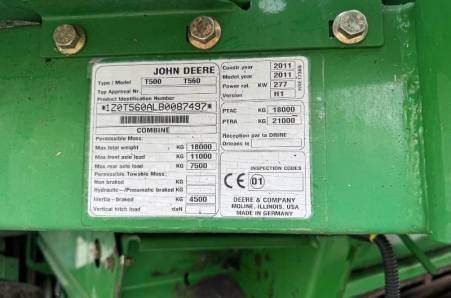 JOHN DEERE
Type / Model T500 T560
Typ Approval Nr.
Product Identification Number
*1Z0T560ALB0087497*
COMBINE
Permissible Mass:
Max total weight KG 18000
Max front axle load KG 11000
Max rear axle load KG 7500
Permissible Towable Mass:
Non braked KG
Hydraulic-/Pneumatic braked KG
Inertia-braked KG 4500
Vertical hitch load daN
Constr year 2011
Model year 2011
Power rat. KW 277
Version H1
PTAC KG 18000
PTRA KG 21000
Reception par la DRIRE
Orleans le
INSPECTION CODES
CE 01
DEERE & COMPANY
MOLINE, ILLINOIS, USA
MADE IN GERMANY